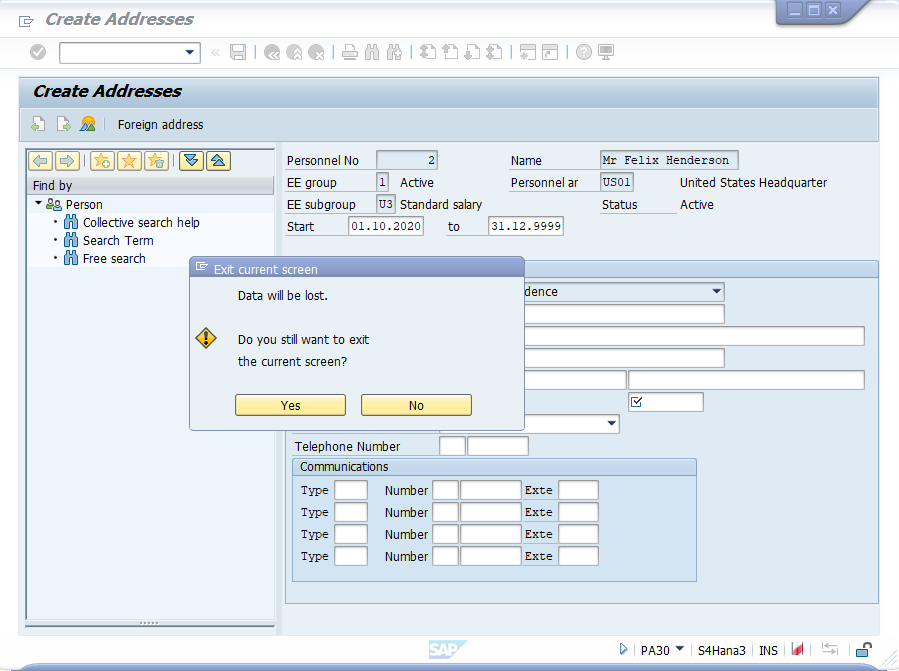 Create Addresses
Create Addresses
Foreign address
Find by
Person
Collective search help
Search Term
Free search
Personnel No 2 Name Mr Felix Henderson
EE group 1 Active Personnel ar US01 United States Headquarter
EE subgroup U3 Standard salary Status Active
Start 01.10.2020 to 31.12.9999
Exit current screen
Data will be lost.
Do you still want to exit
the current screen?
Yes No
dence
Telephone Number
Communications
Type Number Exte
Type Number Exte
Type Number Exte
Type Number Exte
SAP
PA30 S4Hana3 INS